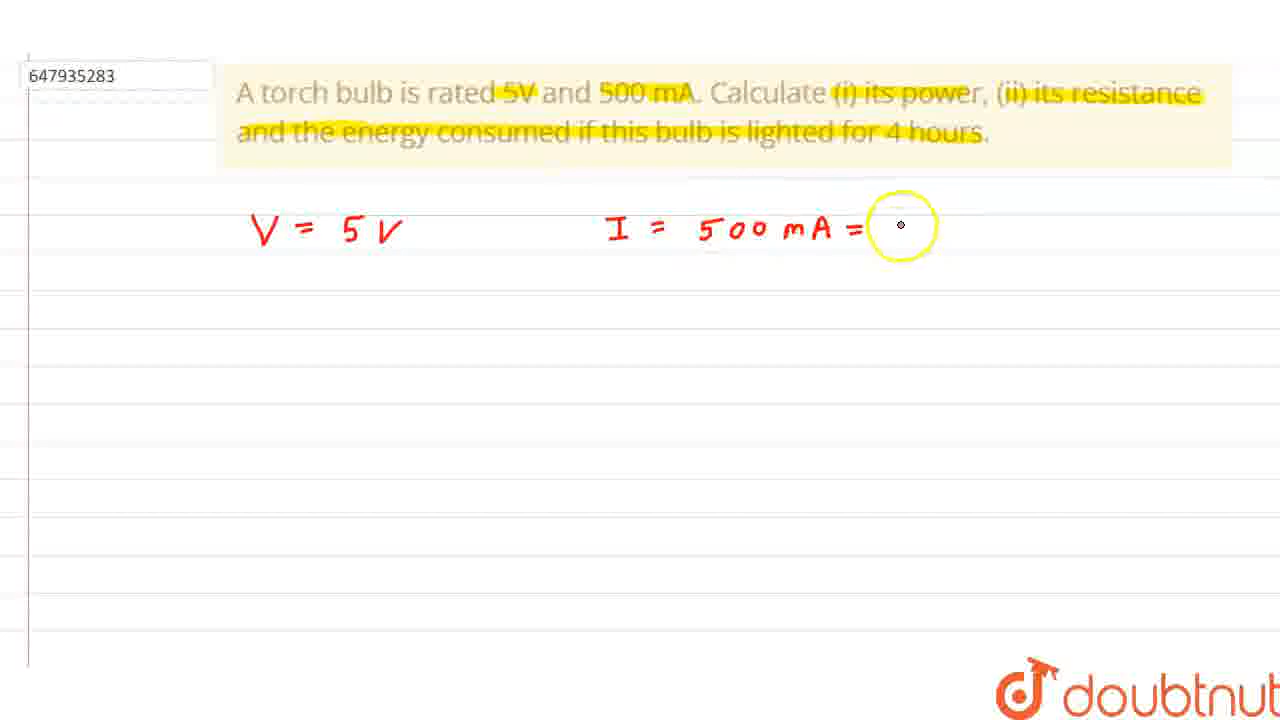 647935283
A torch bulb is rated 5V and 500 mA. Calculate (i) its power, (ii) its resistance
and the energy consumed if this bulb is lighted for 4 hours.
V = 5 V I = 500 mA =
doubtnut